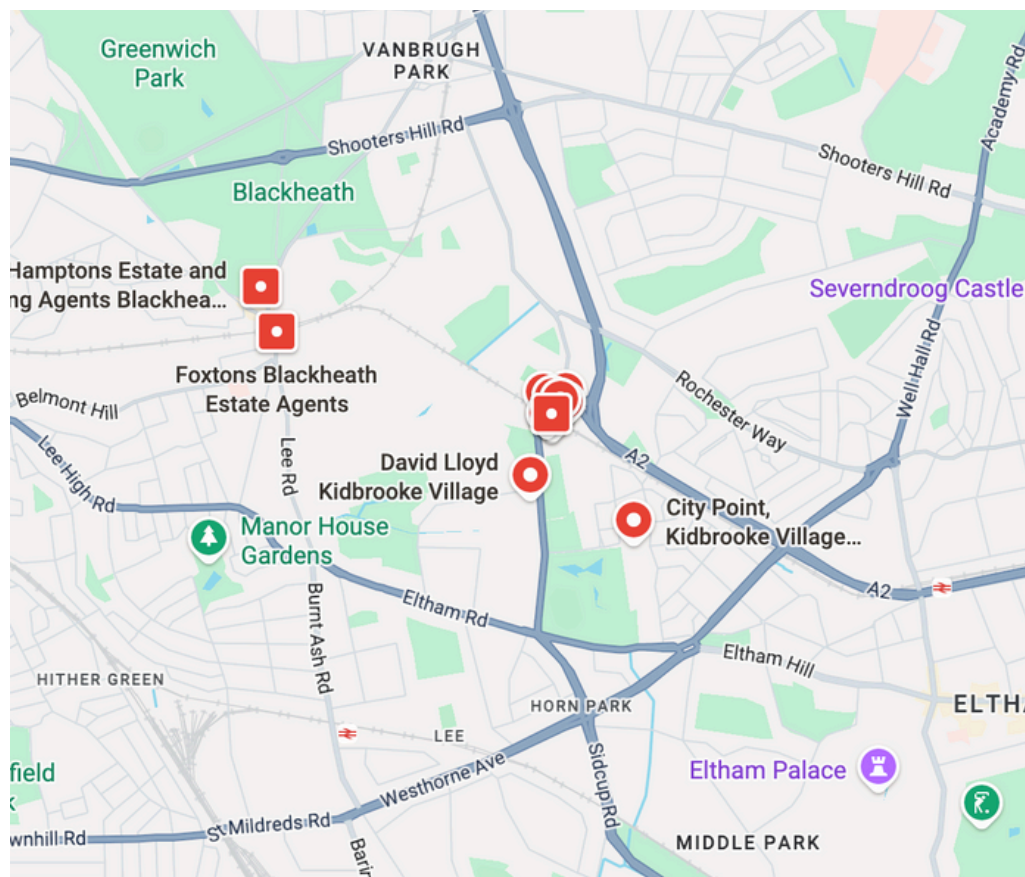 Greenwich
Park
VANBRUGH
PARK
Academy Rd
Shooters Hill Rd
Shooters Hill Rd
Blackheath
Hamptons Estate and
ng Agents Blackhea...
Severndroog Castle
Foxtons Blackheath
Estate Agents
Belmont Hill
Rochester Way
Well Hall Rd
Lee High Rd
Lee Rd
David Lloyd
Kidbrooke Village
A2
City Point,
Kidbrooke Village...
Manor House
Gardens
A2
Burnt Ash Rd
Eltham Rd
Eltham Hill
HITHER GREEN
HORN PARK
ELTH
LEE
field
k
Westhorne Ave
Sidcup Rd
Eltham Palace
wnhill Rd
St Mildreds Rd
Barin
MIDDLE PARK